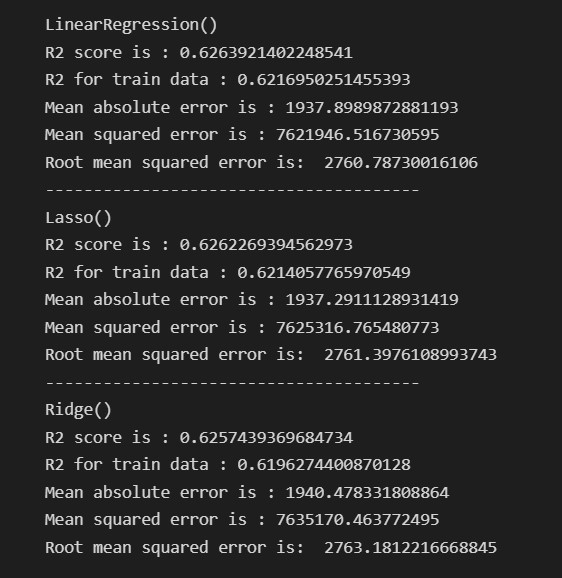 LinearRegression()
R2 score is : 0.6263921402248541
R2 for train data : 0.6216950251455393
Mean absolute error is : 1937.8989872881193
Mean squared error is : 7621946.516730595
Root mean squared error is:  2760.78730016106
---------------------------------------
Lasso()
R2 score is : 0.6262269394562973
R2 for train data : 0.6214057765970549
Mean absolute error is : 1937.2911128931419
Mean squared error is : 7625316.765480773
Root mean squared error is:  2761.3976108993743
---------------------------------------
Ridge()
R2 score is : 0.6257439369684734
R2 for train data : 0.6196274400870128
Mean absolute error is : 1940.478331808864
Mean squared error is : 7635170.463772495
Root mean squared error is:  2763.1812216668845